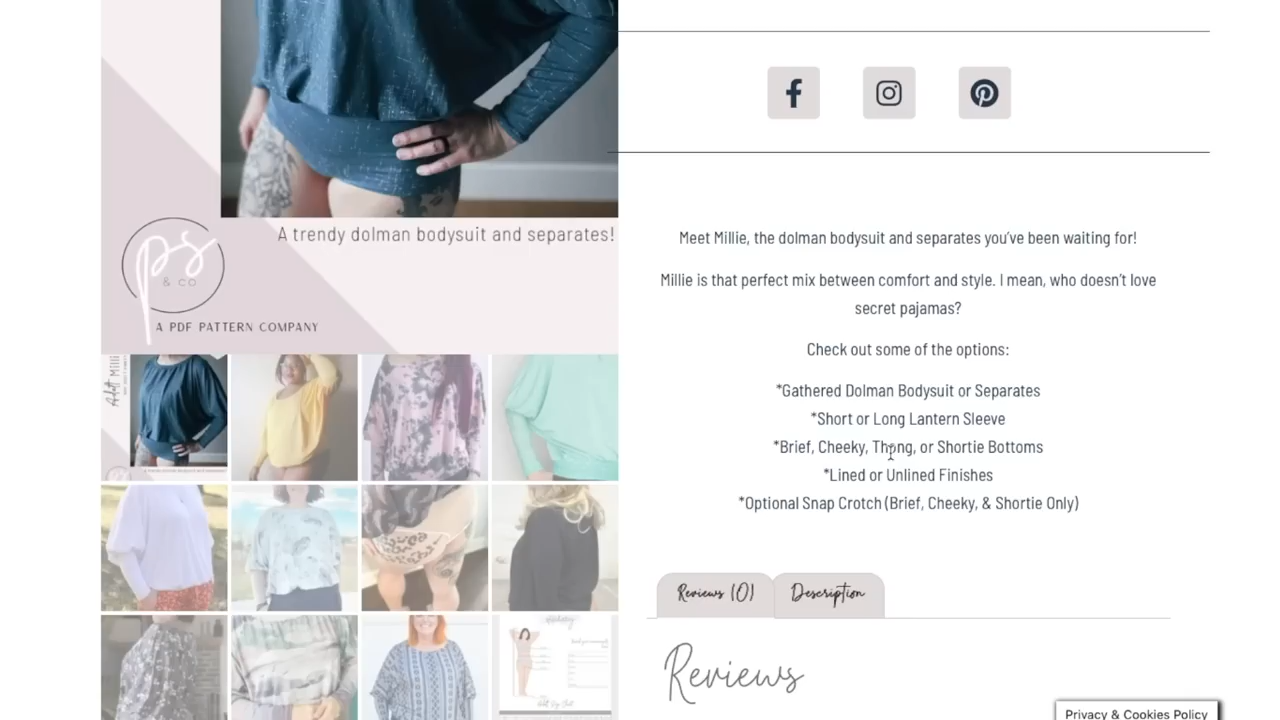 A trendy dolman bodysuit and separates!
ps
& co
A PDF PATTERN COMPANY
Meet Millie, the dolman bodysuit and separates you've been waiting for!
Millie is that perfect mix between comfort and style. I mean, who doesn't love
secret pajamas?
Check out some of the options:
*Gathered Dolman Bodysuit or Separates
*Short or Long Lantern Sleeve
*Brief, Cheeky, Thong, or Shortie Bottoms
*Lined or Unlined Finishes
*Optional Snap Crotch (Brief, Cheeky, & Shortie Only)
Reviews (0)
Description
Reviews
Privacy & Cookies Policy